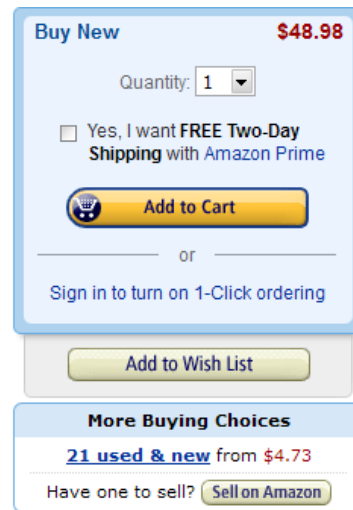 Buy New $48.98
Quantity: 1
Yes, I want FREE Two-Day
Shipping with Amazon Prime
Add to Cart
or
Sign in to turn on 1-Click ordering
Add to Wish List
More Buying Choices
21 used & new from $4.73
Have one to sell? Sell on Amazon